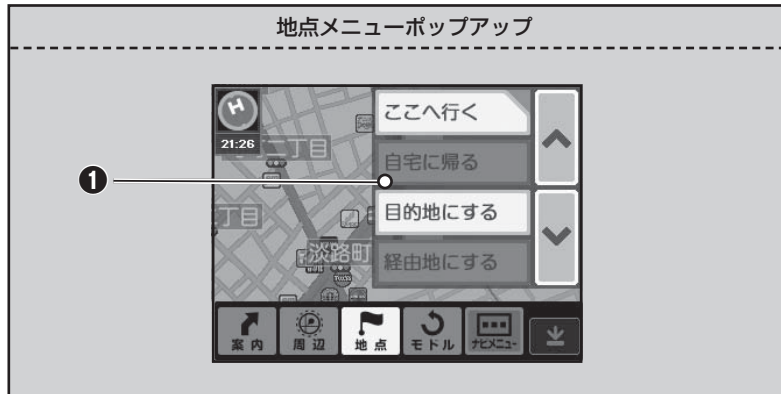 地点メニューポップアップ
H
21:26
二丁目
丁目
淡路町
ここへ行く
自宅に帰る
目的地にする
経由地にする
❶
案内
周辺
地点
モドル
ナビメニュー